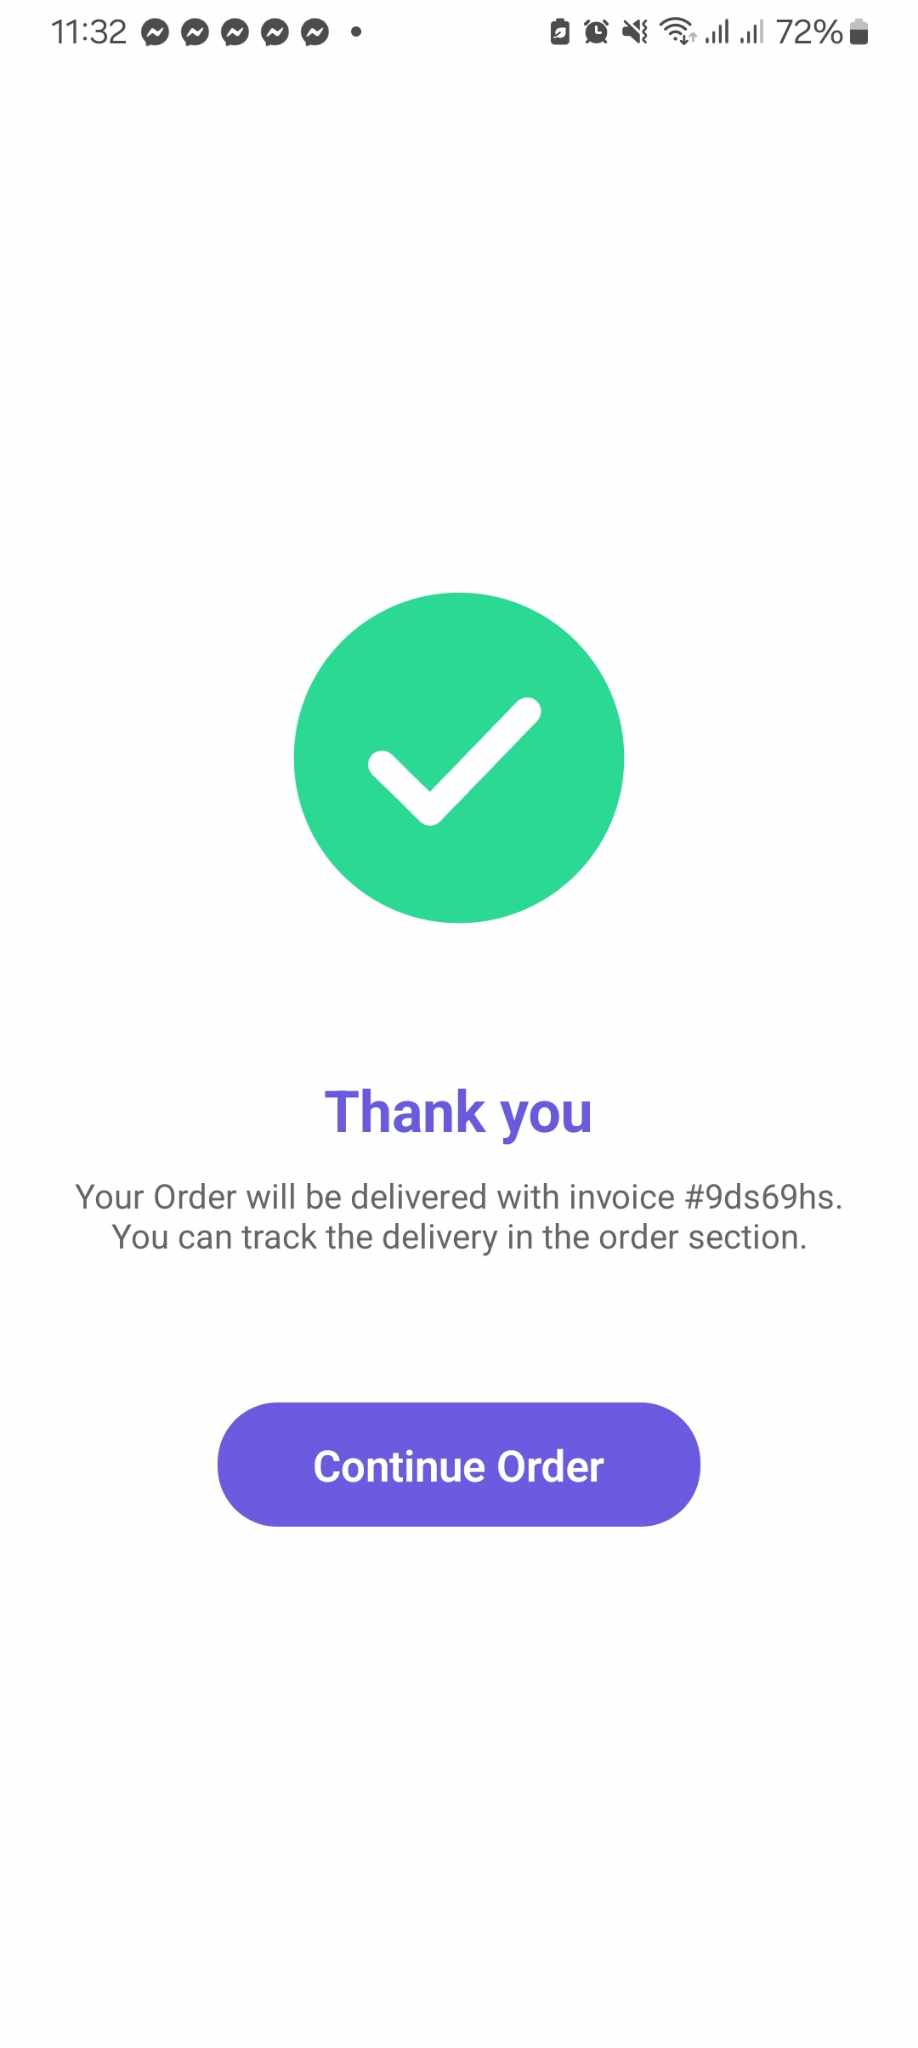 11:32
72%
Thank you
Your Order will be delivered with invoice #9ds69hs.
You can track the delivery in the order section.
Continue Order